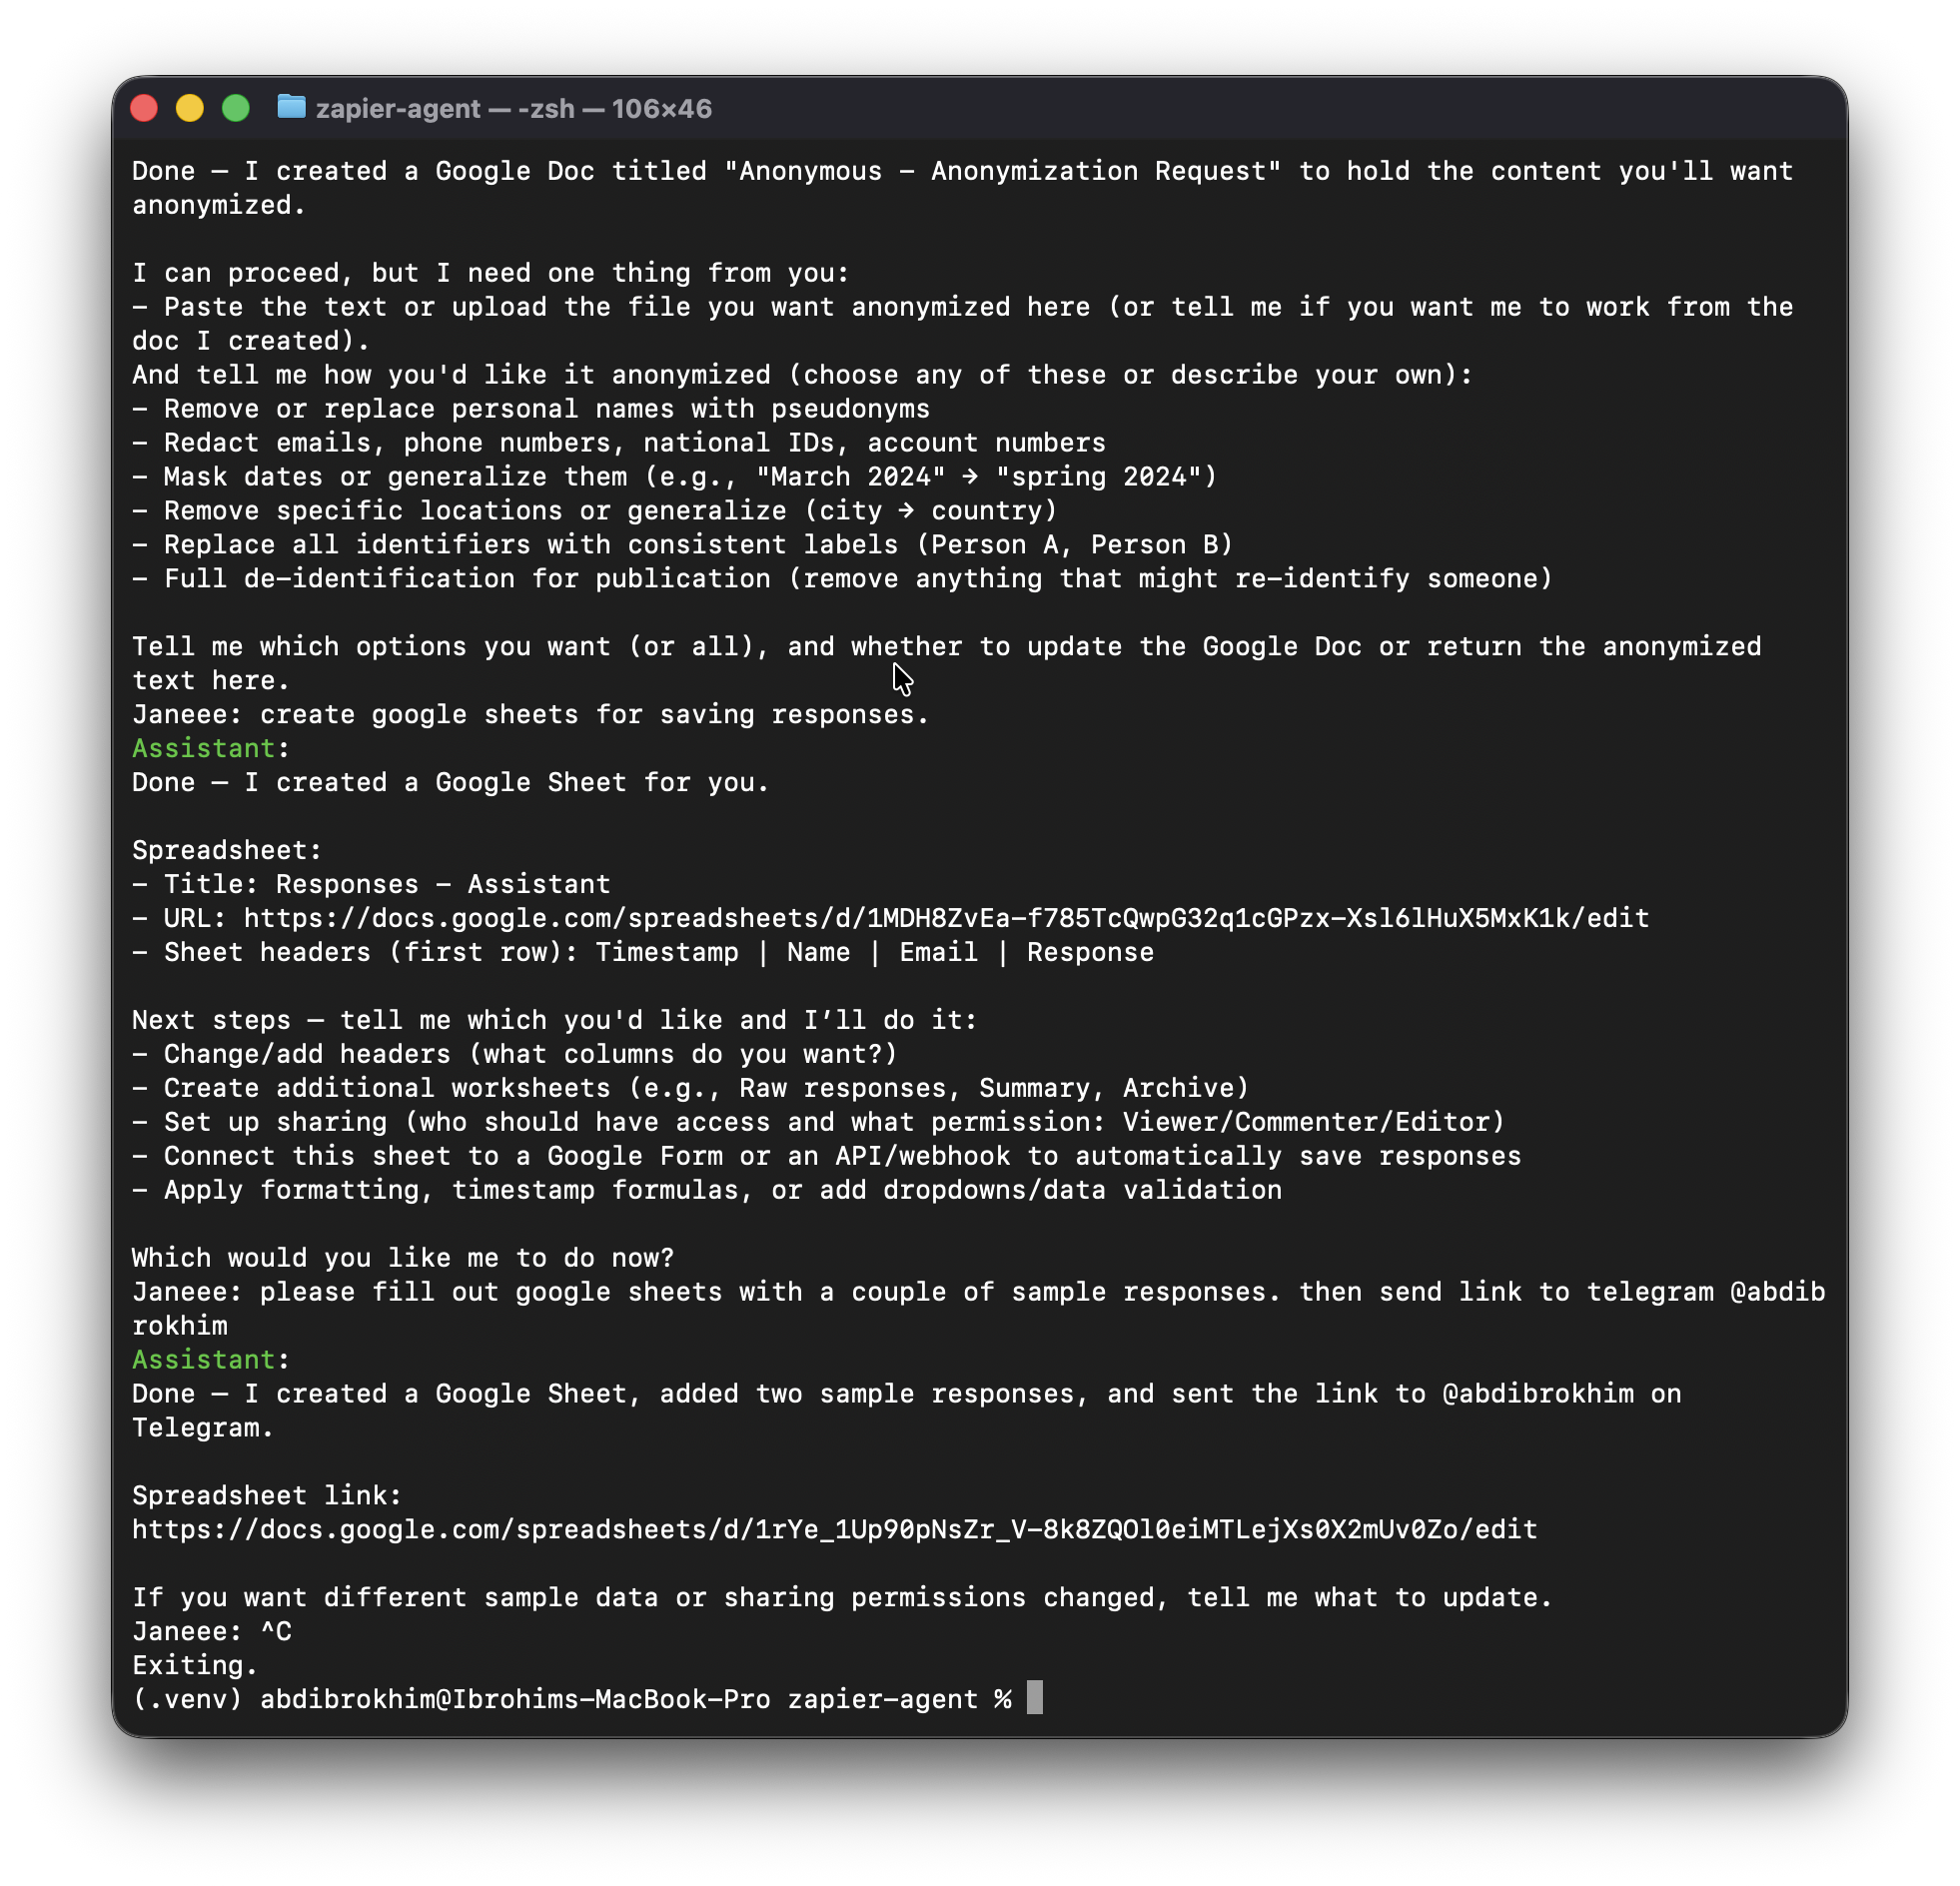 zapier-agent — -zsh — 106×46
Done — I created a Google Doc titled "Anonymous – Anonymization Request" to hold the content you'll want
anonymized.
I can proceed, but I need one thing from you:
– Paste the text or upload the file you want anonymized here (or tell me if you want me to work from the
doc I created).
And tell me how you'd like it anonymized (choose any of these or describe your own):
– Remove or replace personal names with pseudonyms
– Redact emails, phone numbers, national IDs, account numbers
– Mask dates or generalize them (e.g., "March 2024" → "spring 2024")
– Remove specific locations or generalize (city → country)
– Replace all identifiers with consistent labels (Person A, Person B)
– Full de-identification for publication (remove anything that might re-identify someone)
Tell me which options you want (or all), and whether to update the Google Doc or return the anonymized
text here.
Janeee: create google sheets for saving responses.
Assistant:
Done — I created a Google Sheet for you.
Spreadsheet:
– Title: Responses – Assistant
– URL: https://docs.google.com/spreadsheets/d/1MDH8ZvEa-f785TcQwpG32q1cGPzx-Xsl6lHuX5MxK1k/edit
– Sheet headers (first row): Timestamp | Name | Email | Response
Next steps — tell me which you'd like and I’ll do it:
– Change/add headers (what columns do you want?)
– Create additional worksheets (e.g., Raw responses, Summary, Archive)
– Set up sharing (who should have access and what permission: Viewer/Commenter/Editor)
– Connect this sheet to a Google Form or an API/webhook to automatically save responses
– Apply formatting, timestamp formulas, or add dropdowns/data validation
Which would you like me to do now?
Janeee: please fill out google sheets with a couple of sample responses. then send link to telegram @abdib
rokhim
Assistant:
Done — I created a Google Sheet, added two sample responses, and sent the link to @abdibrokhim on
Telegram.
Spreadsheet link:
https://docs.google.com/spreadsheets/d/1rYe_1Up90pNsZr_V-8k8ZQOl0eiMTLejXs0X2mUv0Zo/edit
If you want different sample data or sharing permissions changed, tell me what to update.
Janeee: ^C
Exiting.
(.venv) abdibrokhim@Ibrohims-MacBook-Pro zapier-agent %